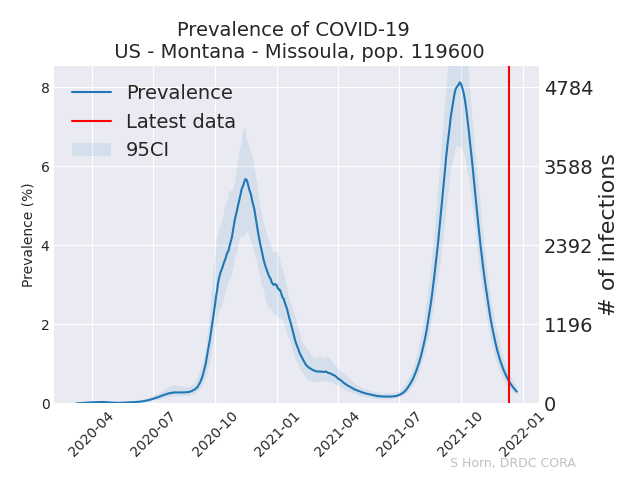 Prevalence of COVID-19
US - Montana - Missoula, pop. 119600
Prevalence
Latest data
95CI
Prevalence (%)
8
6
4
2
0
4784
3588
2392
1196
0
# of infections
2020-04
2020-07
2020-10
2021-01
2021-04
2021-07
2021-10
2022-01
S Horn, DRDC CORA